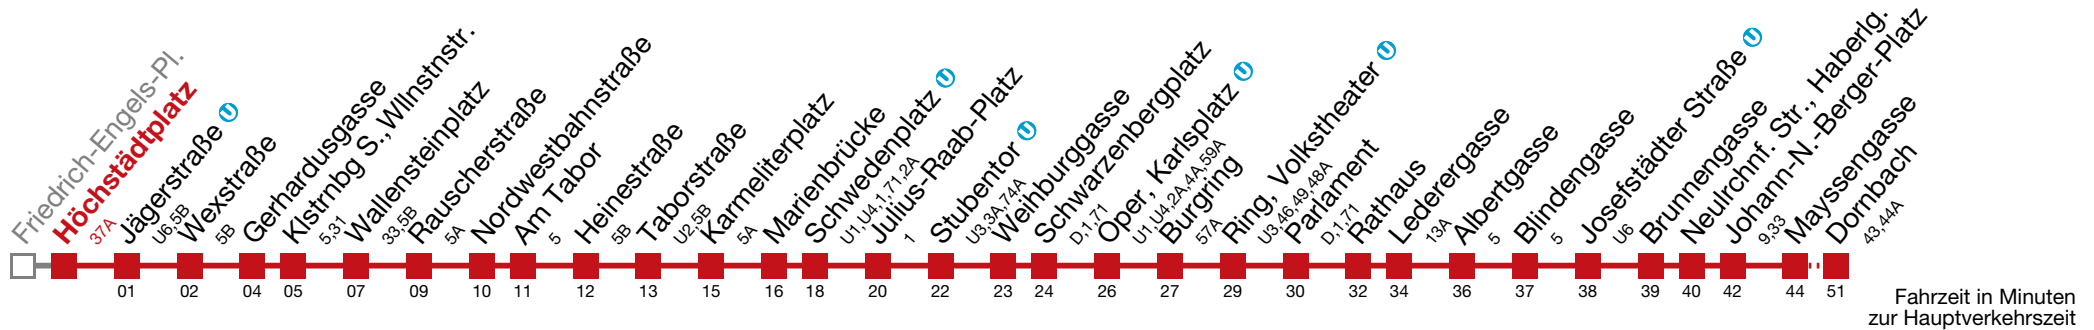 Friedrich-Engels-Pl.
Höchstädtplatz
37A
Jägerstraße U
U6,5B
Wexstraße
5B
Gerhardusgasse
Klstrnbg S.,Wllnstnstr.
5,31
Wallensteinplatz
33,5B
Rauscherstraße
5A
Nordwestbahnstraße
Am Tabor
5
Heinestraße
5B
Taborstraße
U2,5B
Karmeliterplatz
5A
Marienbrücke
Schwedenplatz U
U1,U4,1,71,2A
Julius-Raab-Platz
1
Stubentor U
U3,3A,74A
Weihburggasse
Schwarzenbergplatz
D,1,71
Oper, Karlsplatz U
U1,U4,2A,4A,59A
Burgring
57A
Ring, Volkstheater U
U3,46,49,48A
Parlament
D,1,71
Rathaus
Lederergasse
13A
Albertgasse
5
Blindengasse
5
Josefstädter Straße U
U6
Brunnengasse
Neulrchnf. Str., Haberlg.
Johann-N.-Berger-Platz
9,33
Mayssengasse
Dornbach
43,44A
01 02 04 05 07 09 10 11 12 13 15 16 18 20 22 23 24 26 27 29 30 32 34 36 37 38 39 40 42 44 51
Fahrzeit in Minuten
zur Hauptverkehrszeit